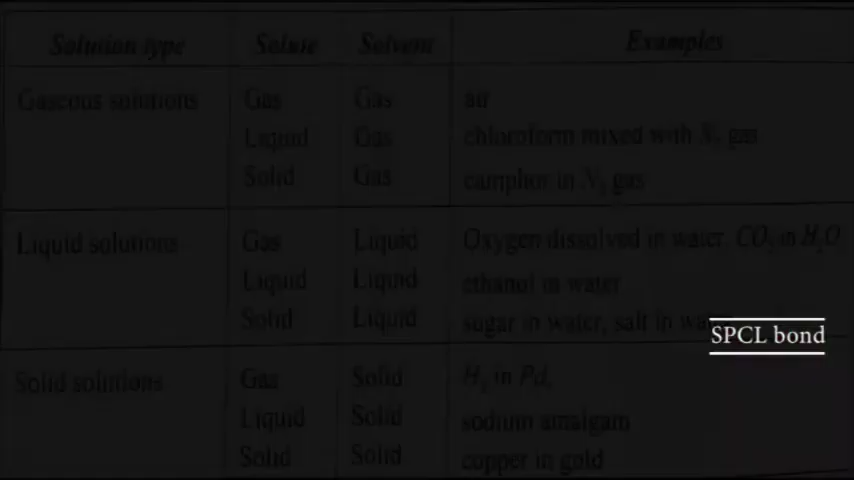 Solution type Solute Solvent Examples
Gaseous solutions Gas Gas air
Liquid Gas chloroform mixed with N₂ gas
Solid Gas camphor in N₂ gas
Liquid solutions Gas Liquid Oxygen dissolved in water, CO₂ in H₂O
Liquid Liquid ethanol in water
Solid Liquid sugar in water, salt in water
SPCL bond
Solid solutions Gas Solid H₂ in Pd,
Liquid Solid sodium amalgam
Solid Solid copper in gold